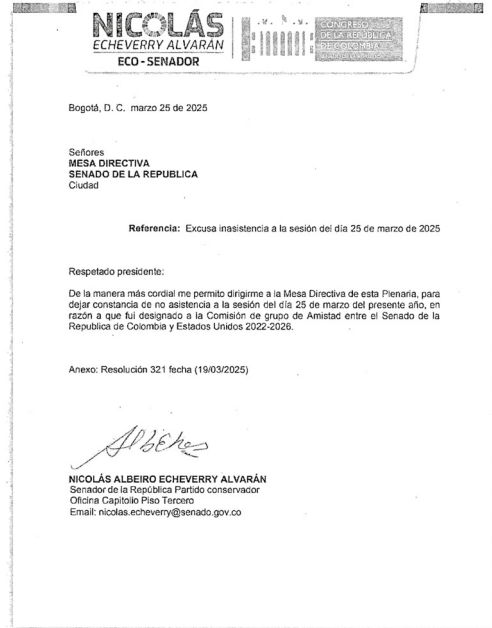 NICOLÁS
ECHEVERRY ALVARÁN
ECO-SENADOR
CONGRESO
DE LA REPÚBLICA
DE COLOMBIA
Bogotá, D. C. marzo 25 de 2025
Señores
MESA DIRECTIVA
SENADO DE LA REPUBLICA
Ciudad
Referencia: Excusa inasistencia a la sesión del día 25 de marzo de 2025
Respetado presidente:
De la manera más cordial me permito dirigirme a la Mesa Directiva de esta Plenaria, para
dejar constancia de no asistencia a la sesión del día 25 de marzo del presente año, en
razón a que fui designado a la Comisión de grupo de Amistad entre el Senado de la
Republica de Colombia y Estados Unidos 2022-2026.
Anexo: Resolución 321 fecha (19/03/2025)
NICOLÁS ALBEIRO ECHEVERRY ALVARÁN
Senador de la República Partido conservador
Oficina Capitolio Piso Tercero
Email: nicolas.echeverry@senado.gov.co